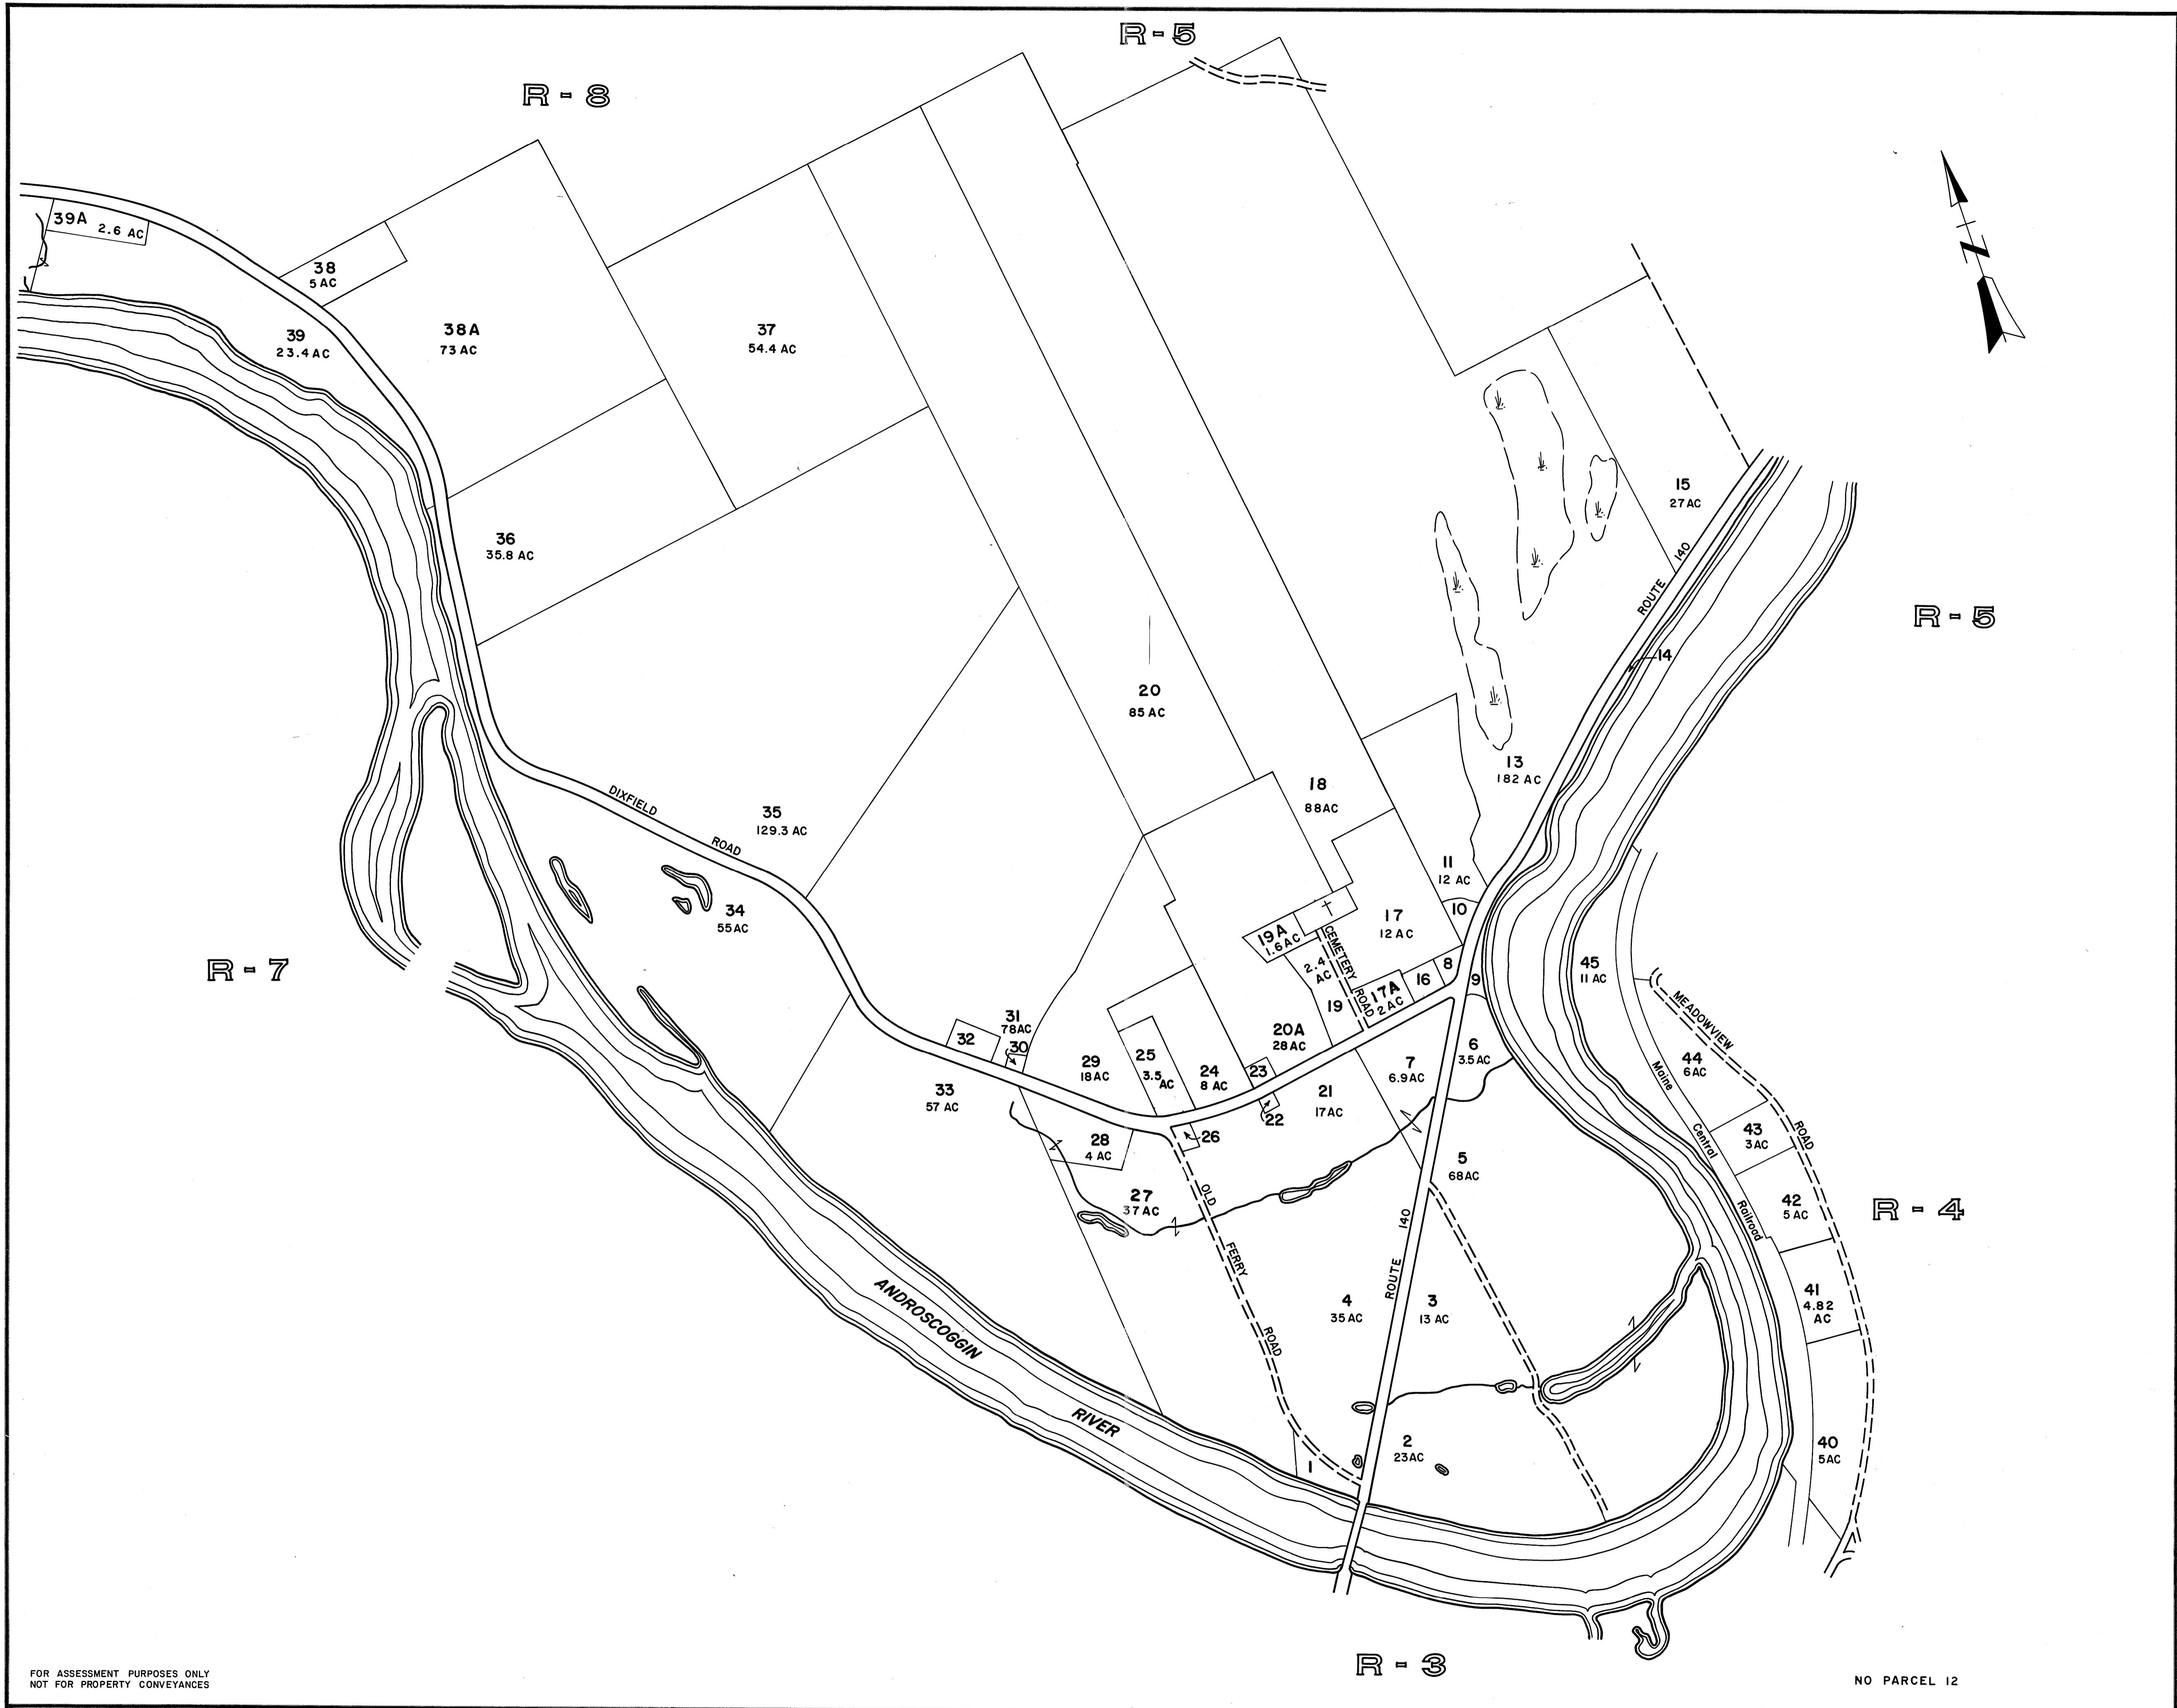 R - 5
R - 8
39A
2.6 AC
38
5 AC
39
23.4 AC
38A
73 AC
37
54.4 AC
N
15
27 AC
36
35.8 AC
ROUTE 140
R - 5
14
20
85 AC
13
182 AC
18
88 AC
DIXFIELD ROAD
35
129.3 AC
11
12 AC
10
34
55 AC
17
12 AC
19A
1.6 AC
CEMETERY ROAD
2.4
AC
R - 7
8
16
9
17A
2 AC
19
45
11 AC
MEADOWVIEW ROAD
31
78 AC
32
30
20A
28 AC
29
18 AC
25
3.5
AC
24
8 AC
23
7
6.9 AC
6
3.5 AC
44
6 AC
Maine Central Railroad
33
57 AC
21
17 AC
22
26
28
4 AC
43
3 AC
5
68 AC
27
37 AC
OLD FERRY ROAD
42
5 AC
R - 4
ROUTE 140
4
35 AC
3
13 AC
41
4.82
AC
ANDROSCOGGIN RIVER
2
23 AC
1
40
5 AC
R - 3
FOR ASSESSMENT PURPOSES ONLY
NOT FOR PROPERTY CONVEYANCES
NO PARCEL 12